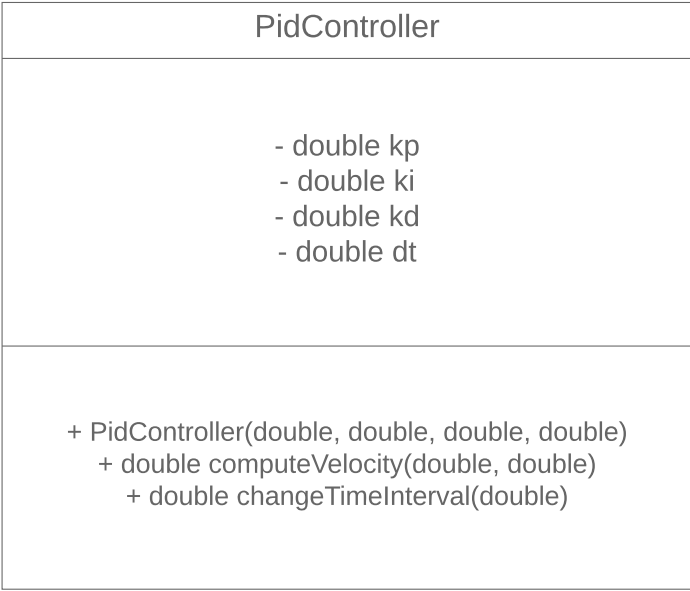 PidController
- double kp
- double ki
- double kd
- double dt
+ PidController(double, double, double, double)
+ double computeVelocity(double, double)
+ double changeTimeInterval(double)